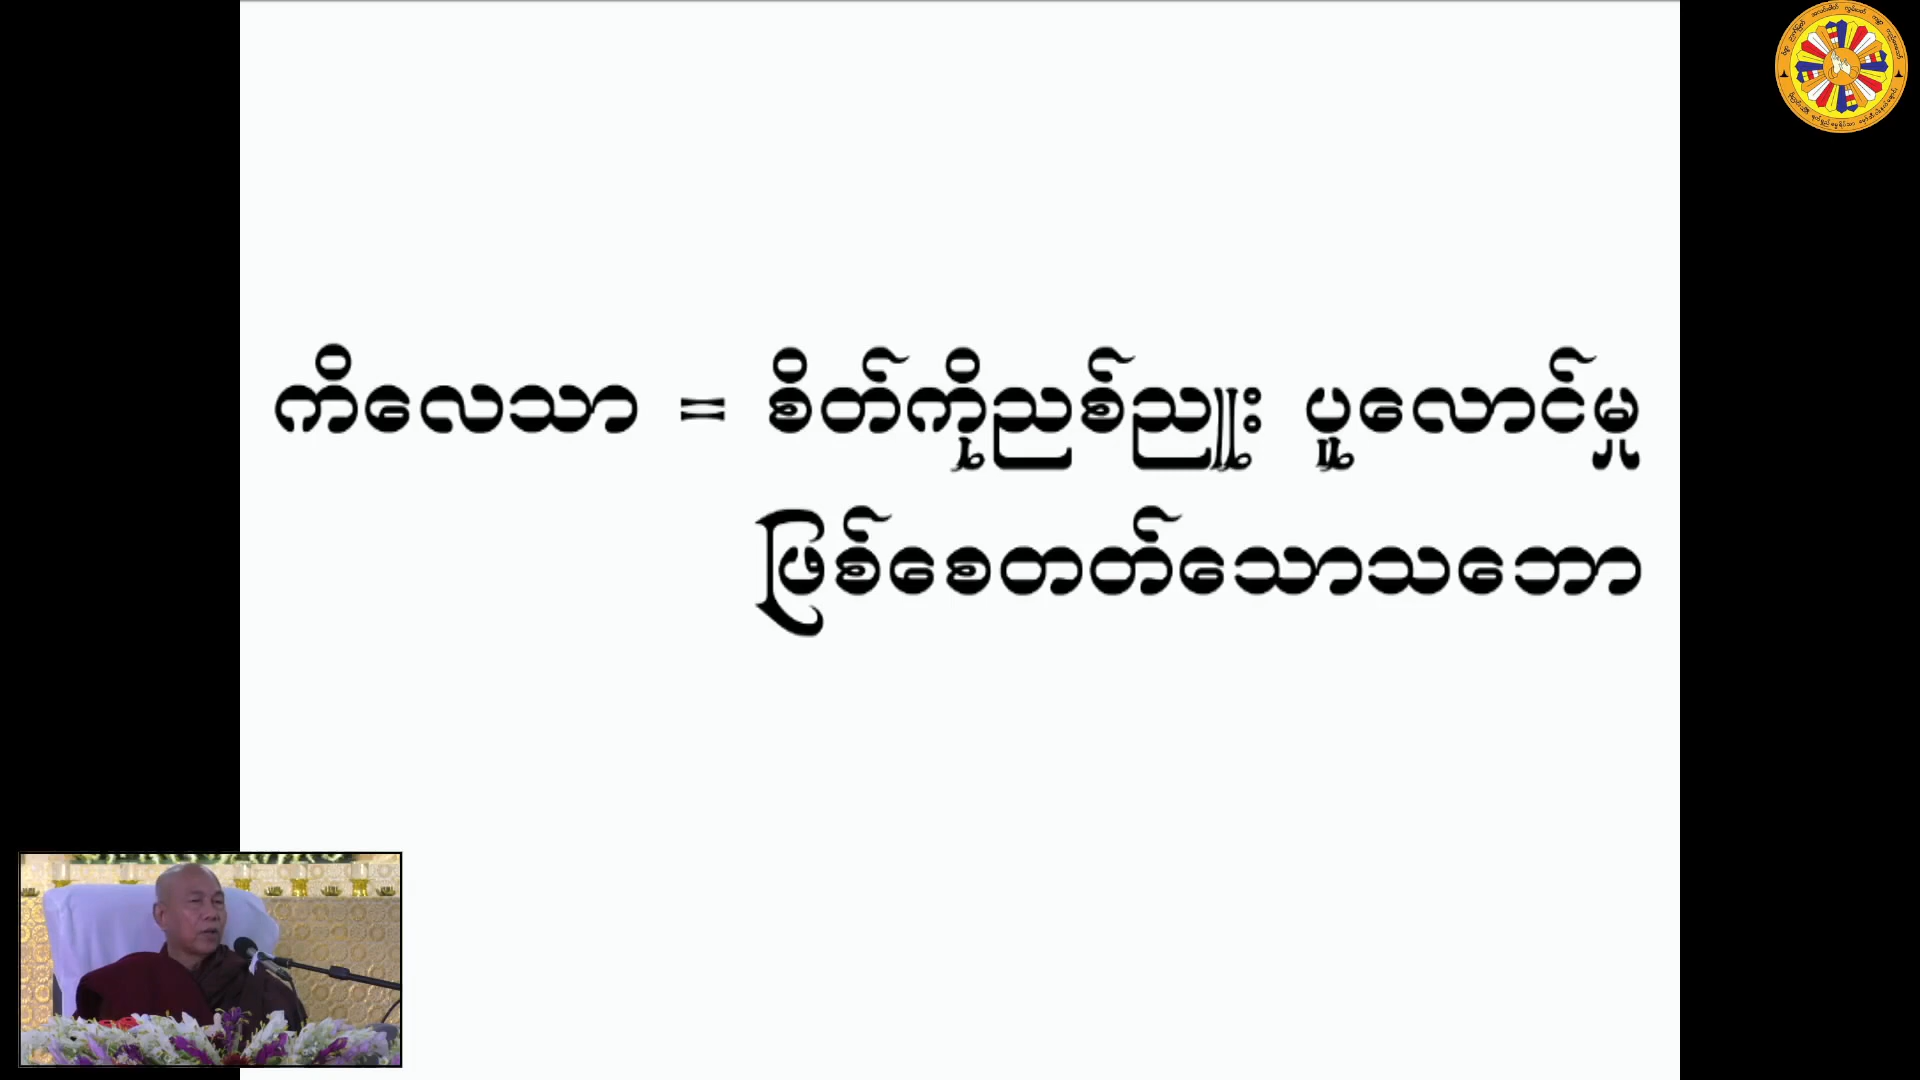 ကိလေသာ = စိတ်ကိုညစ်ညူး ပူလောင်မှု
ဖြစ်စေတတ်သောသဘော